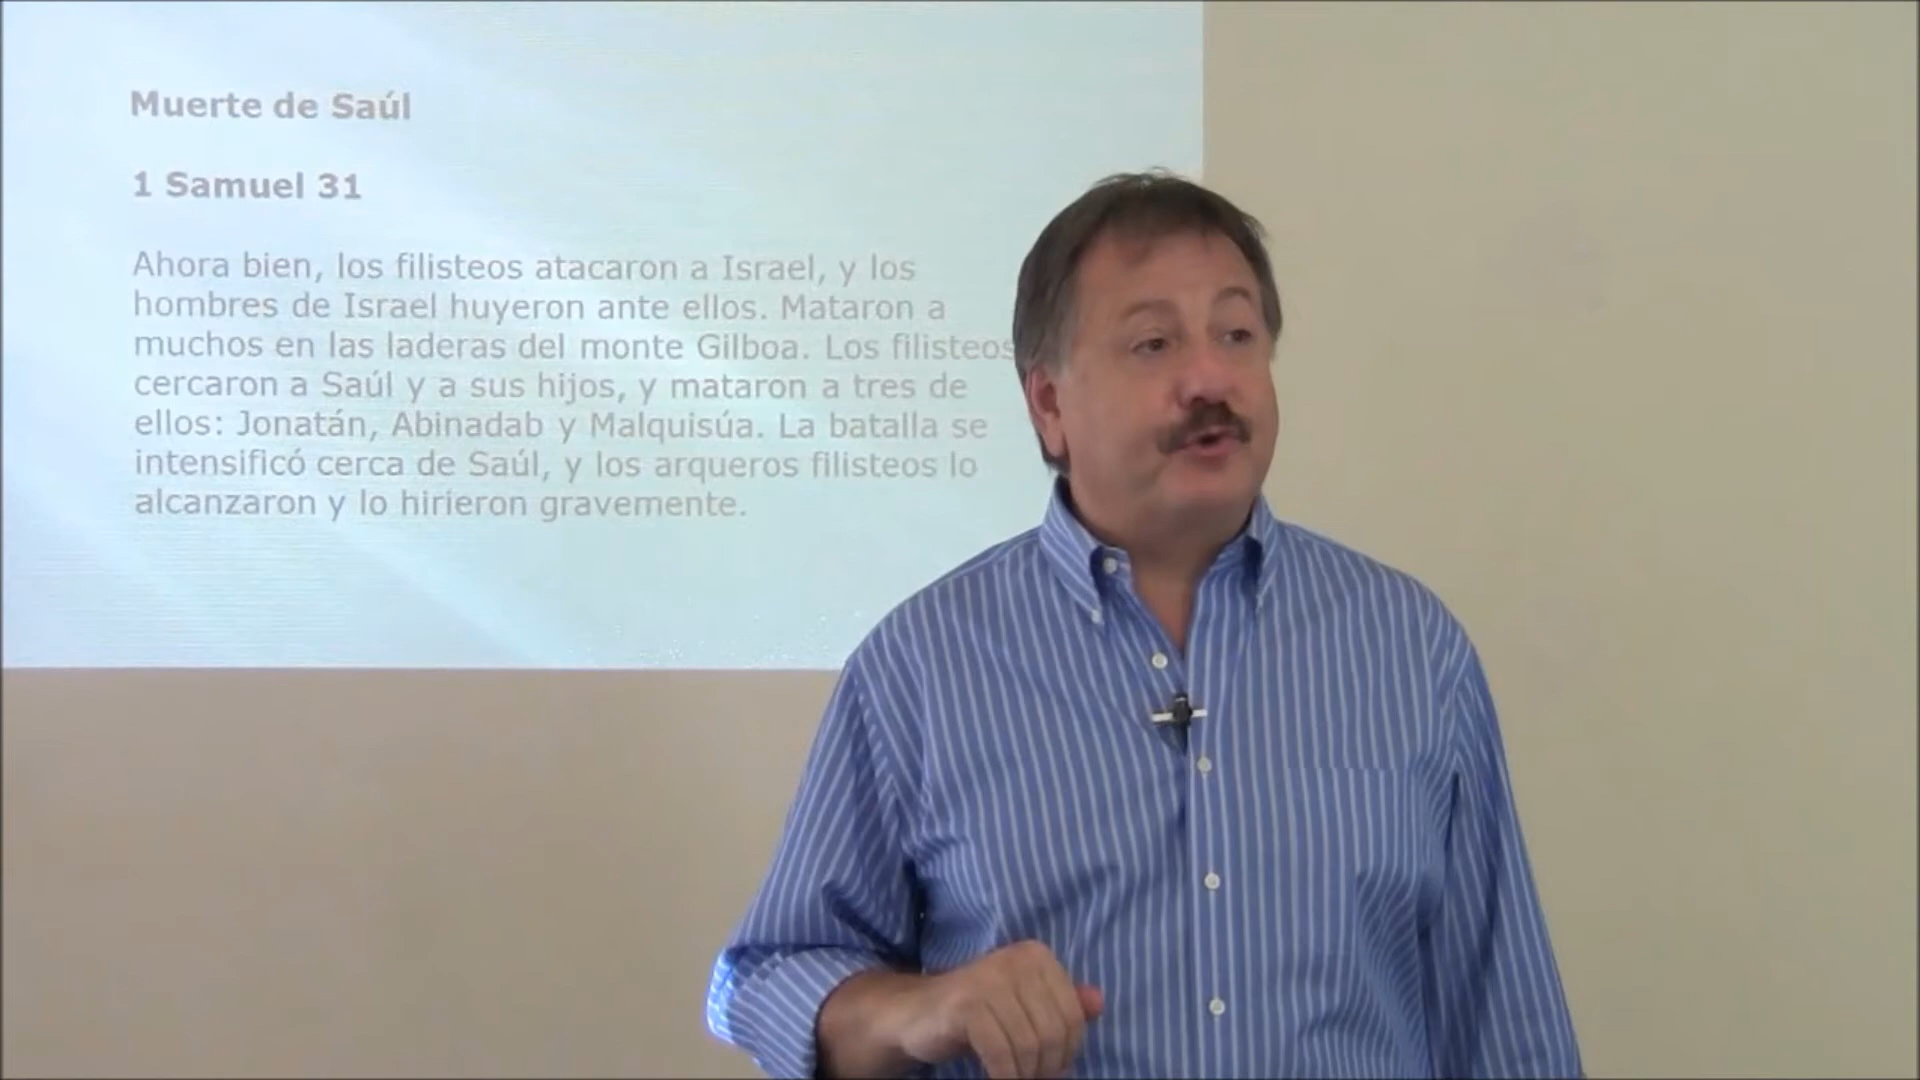 Muerte de Saúl
1 Samuel 31
Ahora bien, los filisteos atacaron a Israel, y los
hombres de Israel huyeron ante ellos. Mataron a
muchos en las laderas del monte Gilboa. Los filisteos
cercaron a Saúl y a sus hijos, y mataron a tres de
ellos: Jonatán, Abinadab y Malquisúa. La batalla se
intensificó cerca de Saúl, y los arqueros filisteos lo
alcanzaron y lo hirieron gravemente.